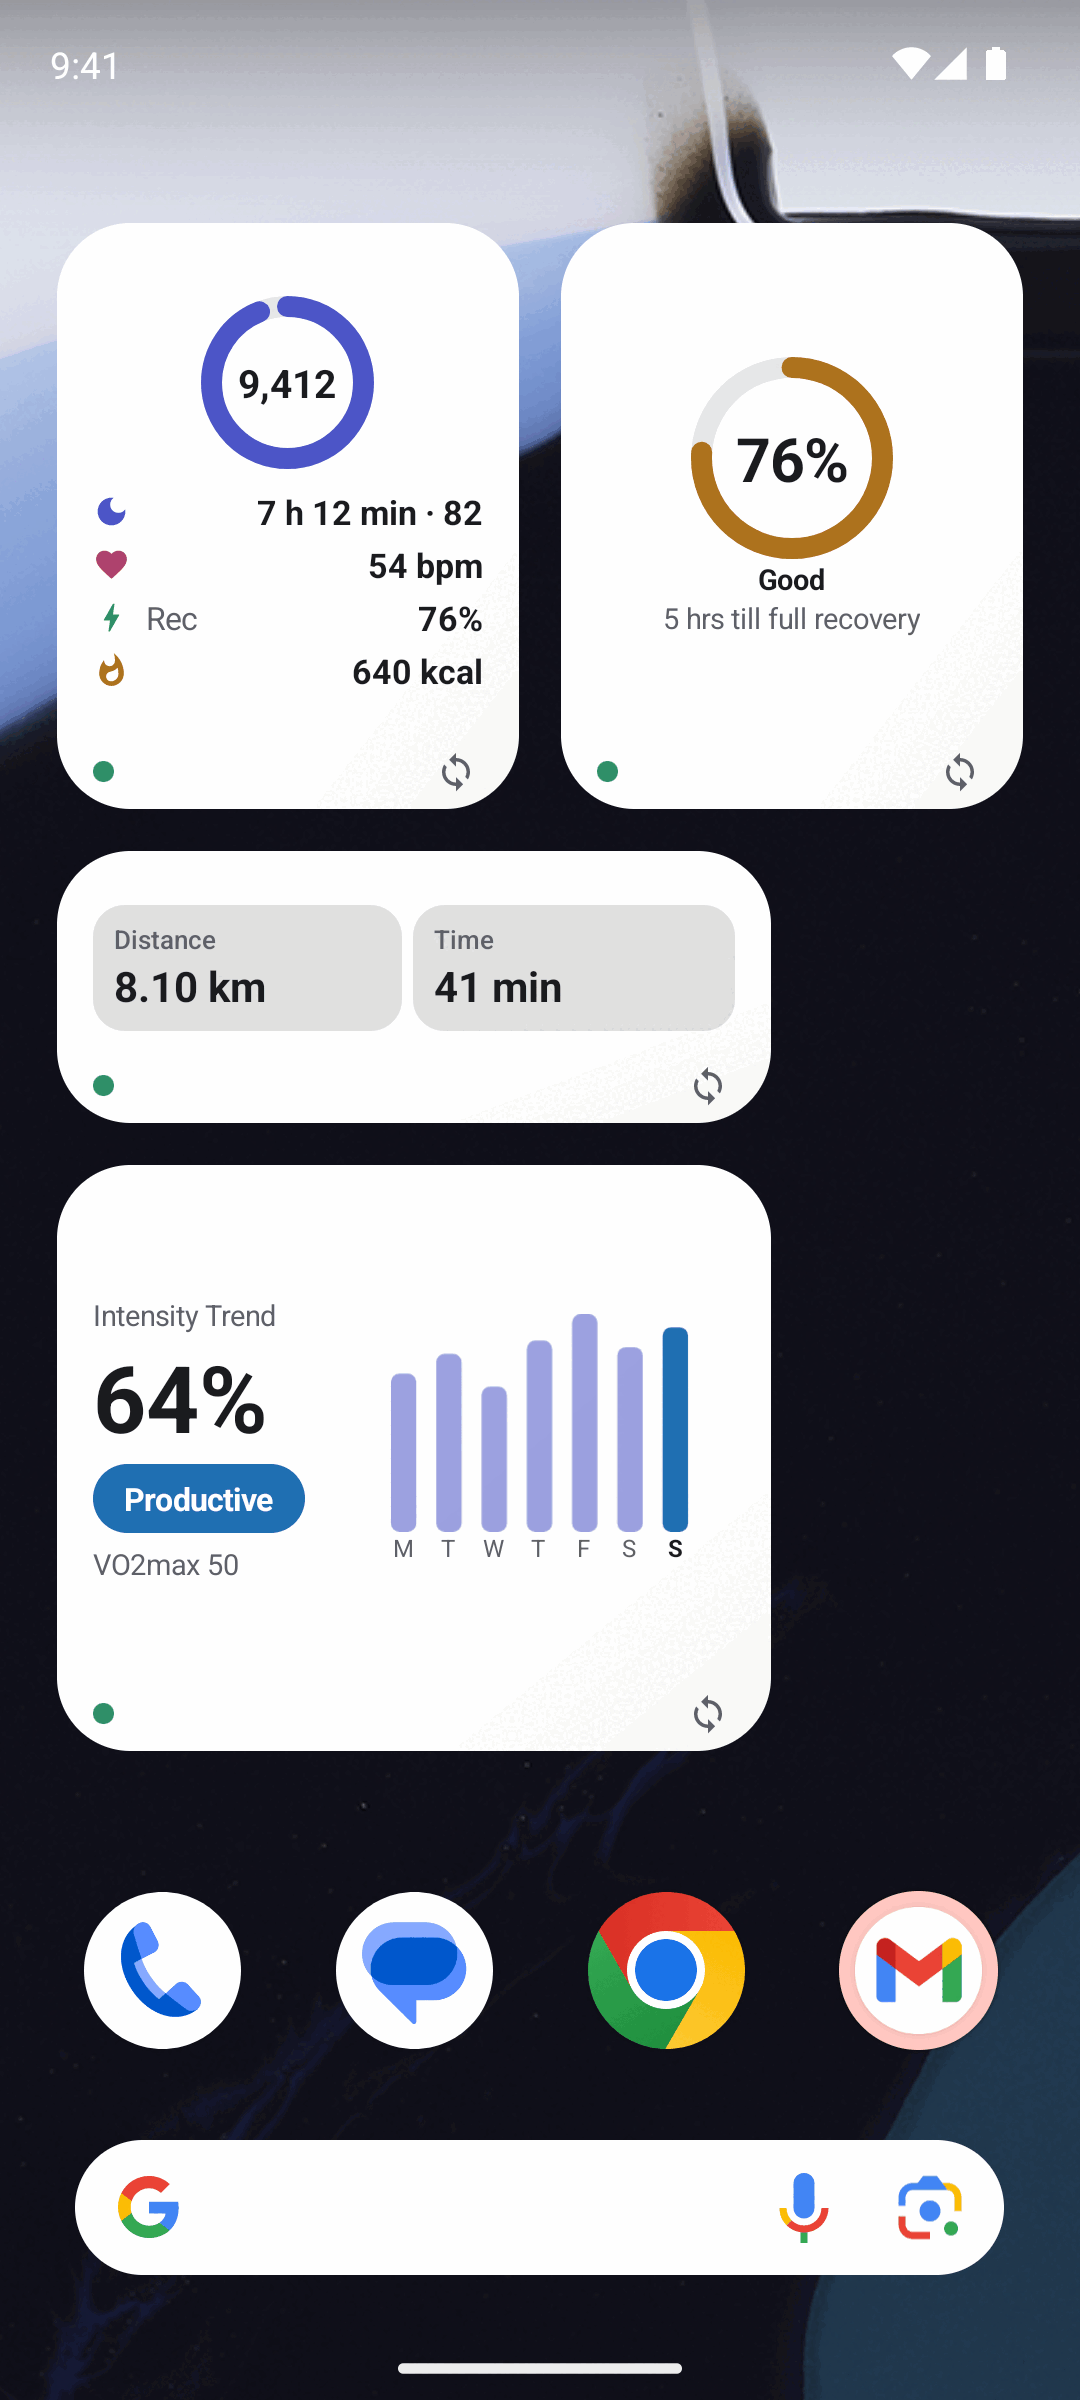 9:41
9,412
7 h 12 min · 82
54 bpm
Rec 76%
640 kcal
76%
Good
5 hrs till full recovery
Distance
8.10 km
Time
41 min
Intensity Trend
64%
Productive
VO2max 50
M T W T F S S